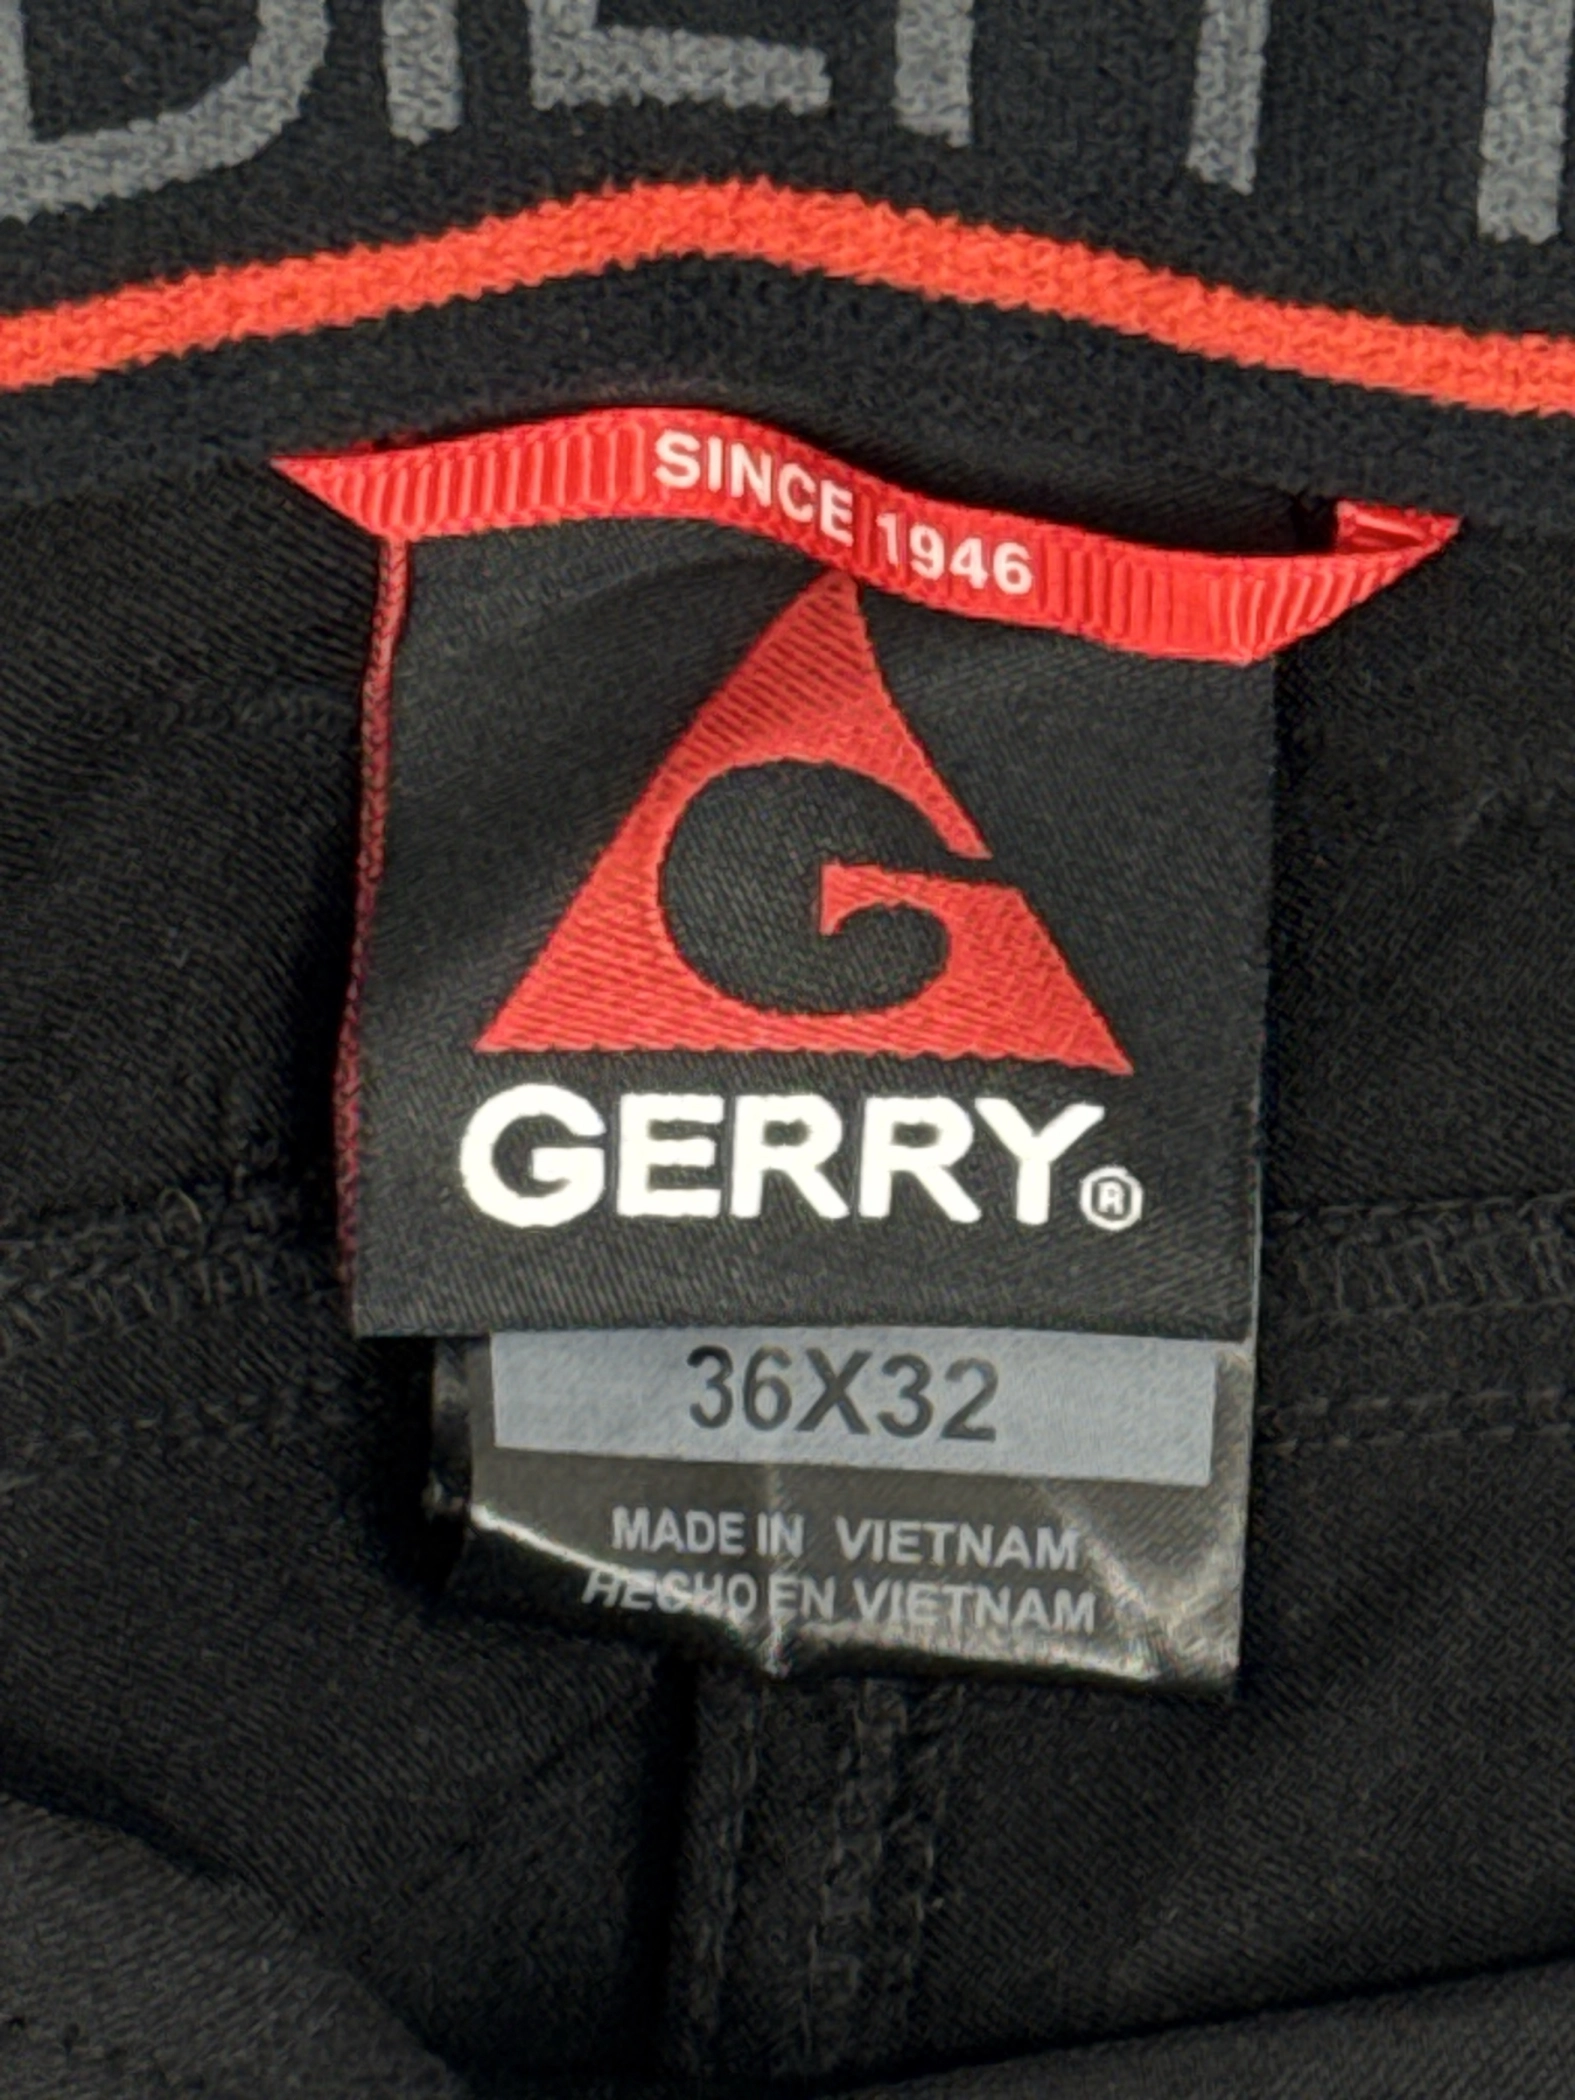 SINCE 1946
G
GERRY®
36X32
MADE IN VIETNAM
HECHO EN VIETNAM